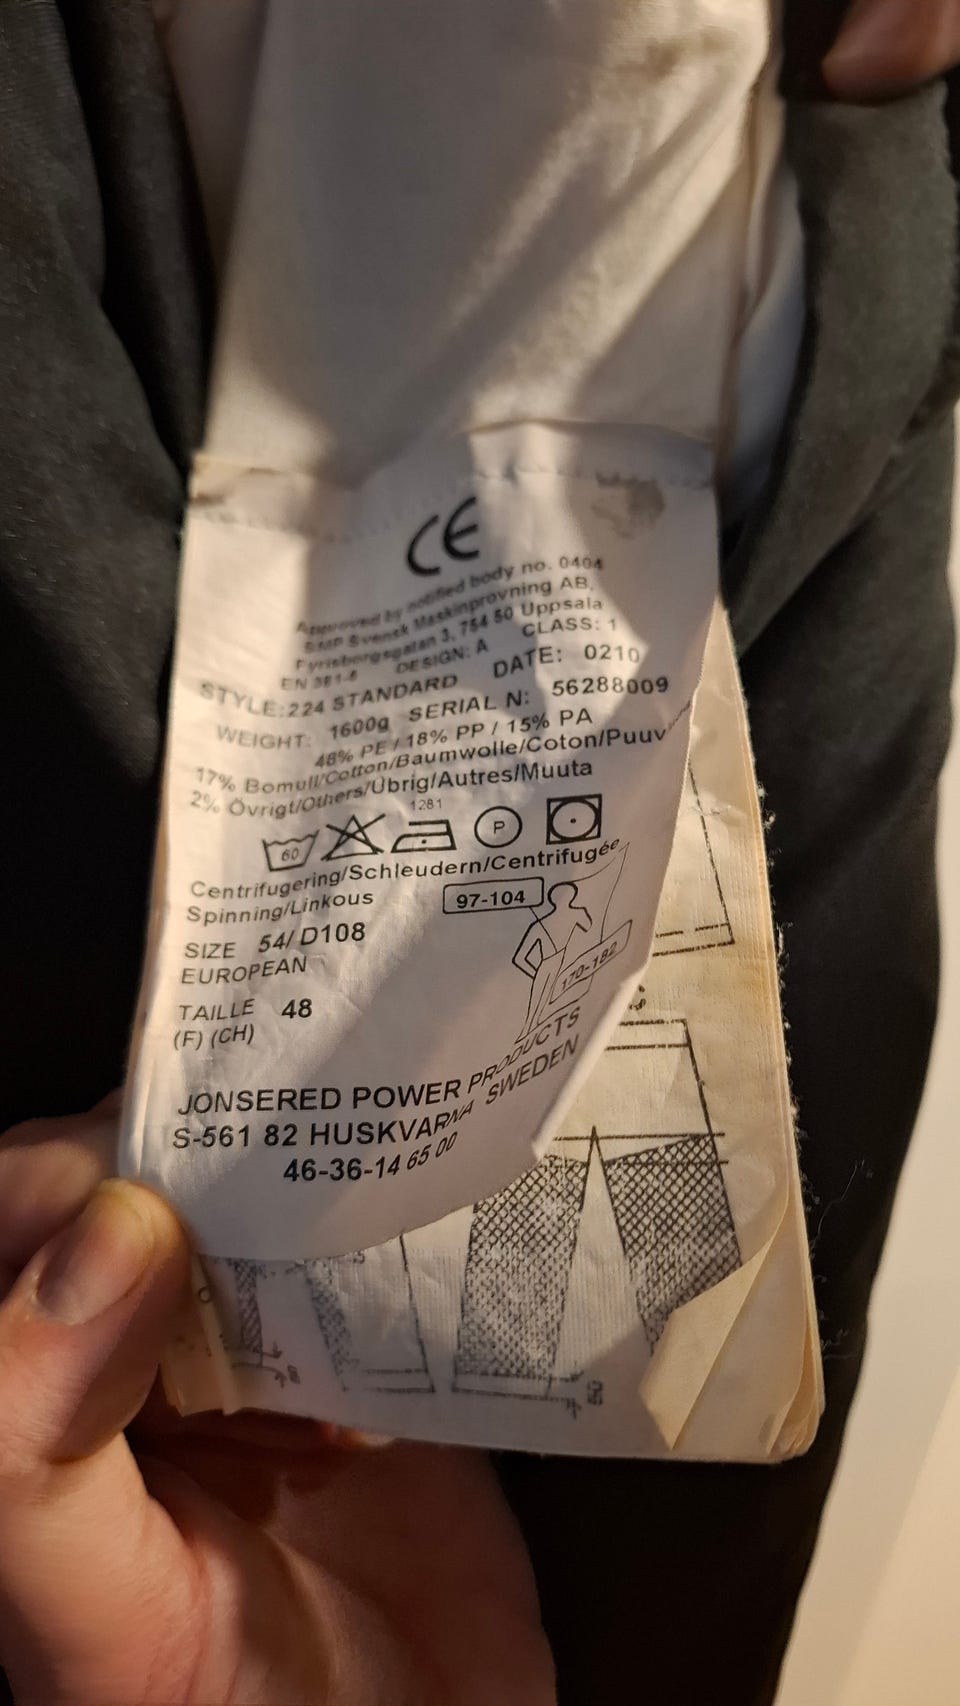 CE
Approved by notified body no. 0404
SMP Svensk Maskinprovning AB,
Fyrisborgsgatan 3, 754 50 Uppsala
EN 381-5 DESIGN: A CLASS: 1
STYLE:224 STANDARD DATE: 0210
WEIGHT: 1600g SERIAL N: 56288009
48% PE / 18% PP / 15% PA
17% Bomull/Cotton/Baumwolle/Coton/Puuv
2% Övrigt/Others/Übrig/Autres/Muuta
1281
60 P
Centrifugering/Schleudern/Centrifugée
Spinning/Linkous
97-104
SIZE 54/D108
EUROPEAN
170-182
TAILLE 48
(F) (CH)
JONSERED POWER PRODUCTS
S-561 82 HUSKVARNA SWEDEN
46-36-14 65 00